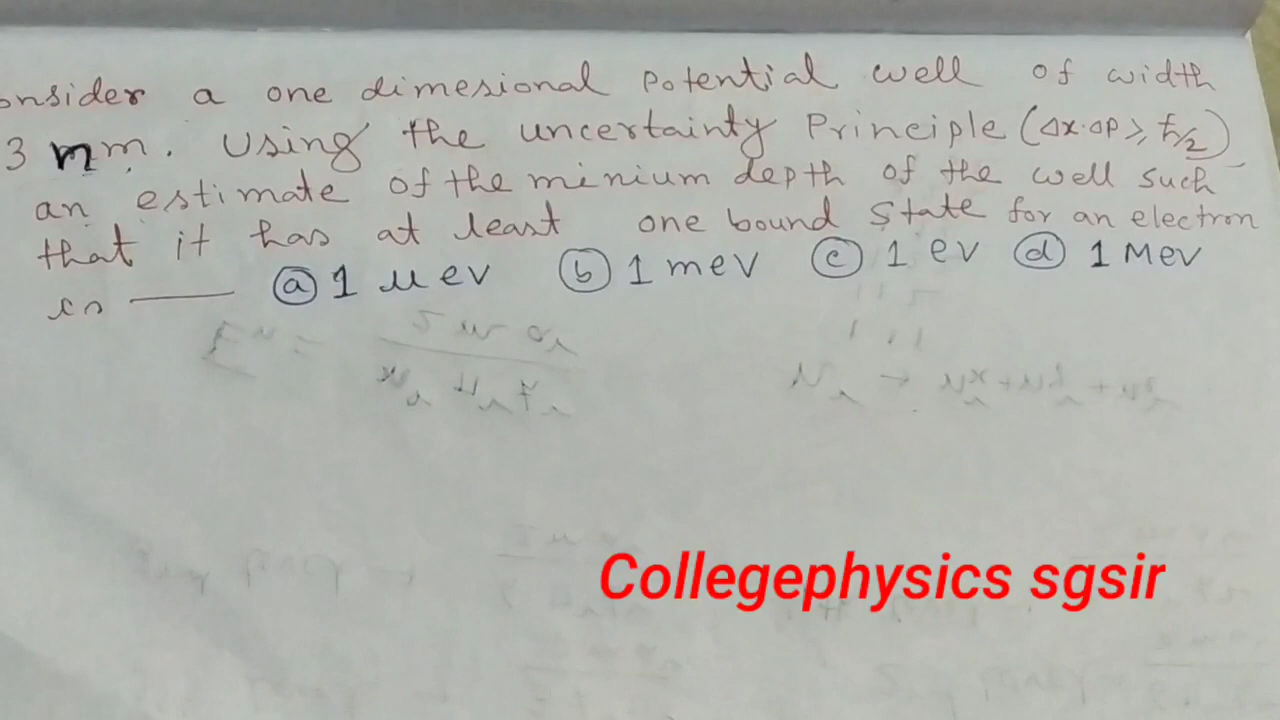 onsider a one dimesional potential well of width
3 nm. Using the uncertainty Principle (Δx·ΔP ≥ ħ/2)
an estimate of the minium depth of the well such
that it has at least one bound state for an electron
is ____ (a) 1 μ ev (b) 1 meV (c) 1 ev (d) 1 Mev
Collegephysics sgsir